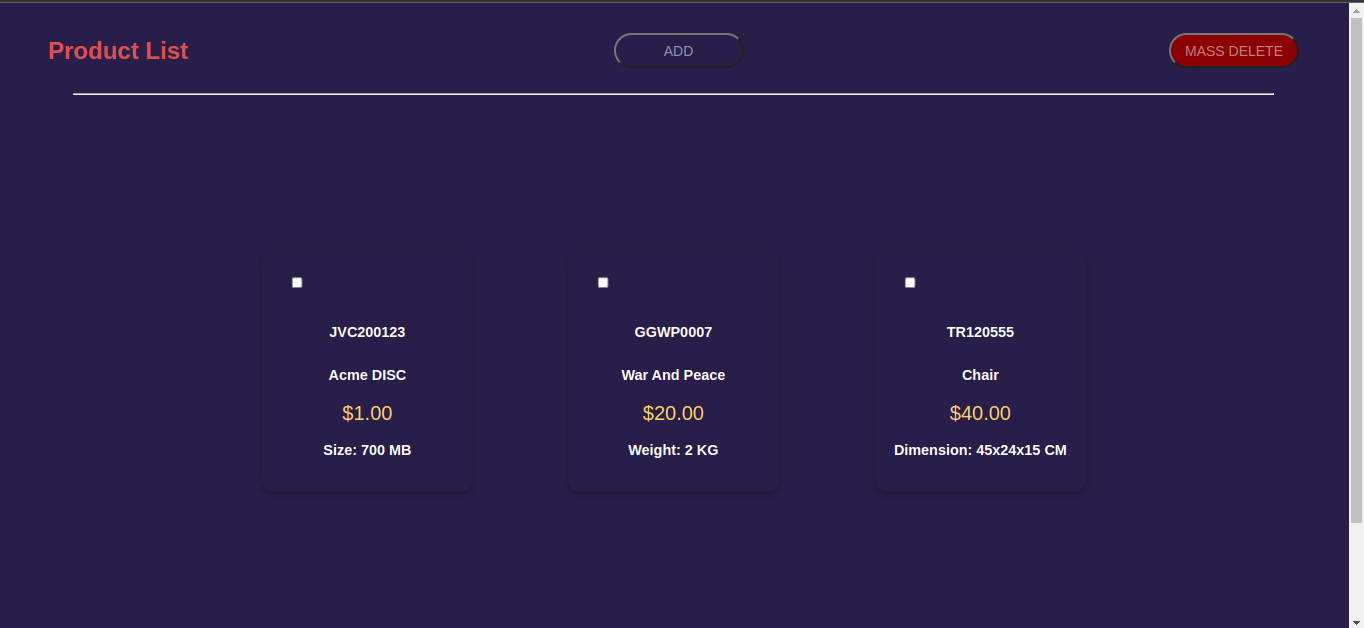 Product List
ADD
MASS DELETE
JVC200123
Acme DISC
$1.00
Size: 700 MB
GGWP0007
War And Peace
$20.00
Weight: 2 KG
TR120555
Chair
$40.00
Dimension: 45x24x15 CM